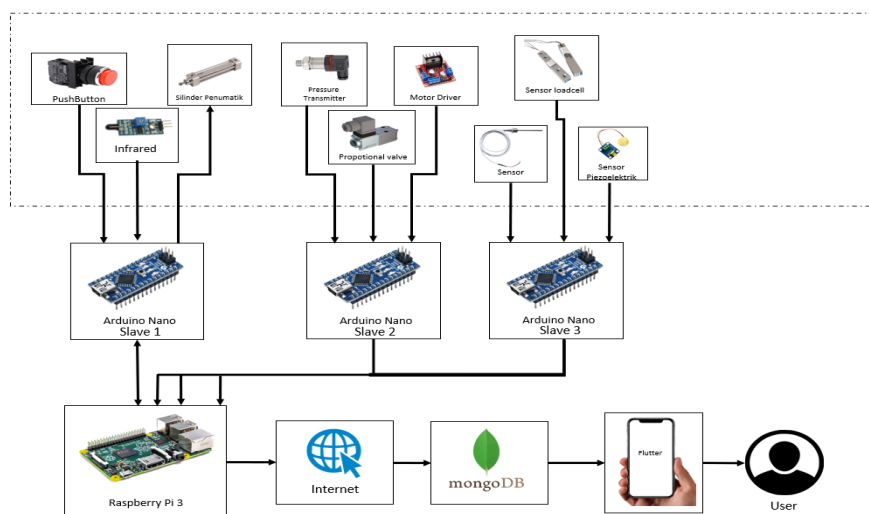 PushButton
Infrared
Silinder Penumatik
Pressure
Transmitter
Propotional valve
Motor Driver
Sensor loadcell
Sensor
Sensor
Piezoelektrik
Arduino Nano
Slave 1
Arduino Nano
Slave 2
Arduino Nano
Slave 3
Raspberry Pi 3
Internet
mongoDB
Flutter
User